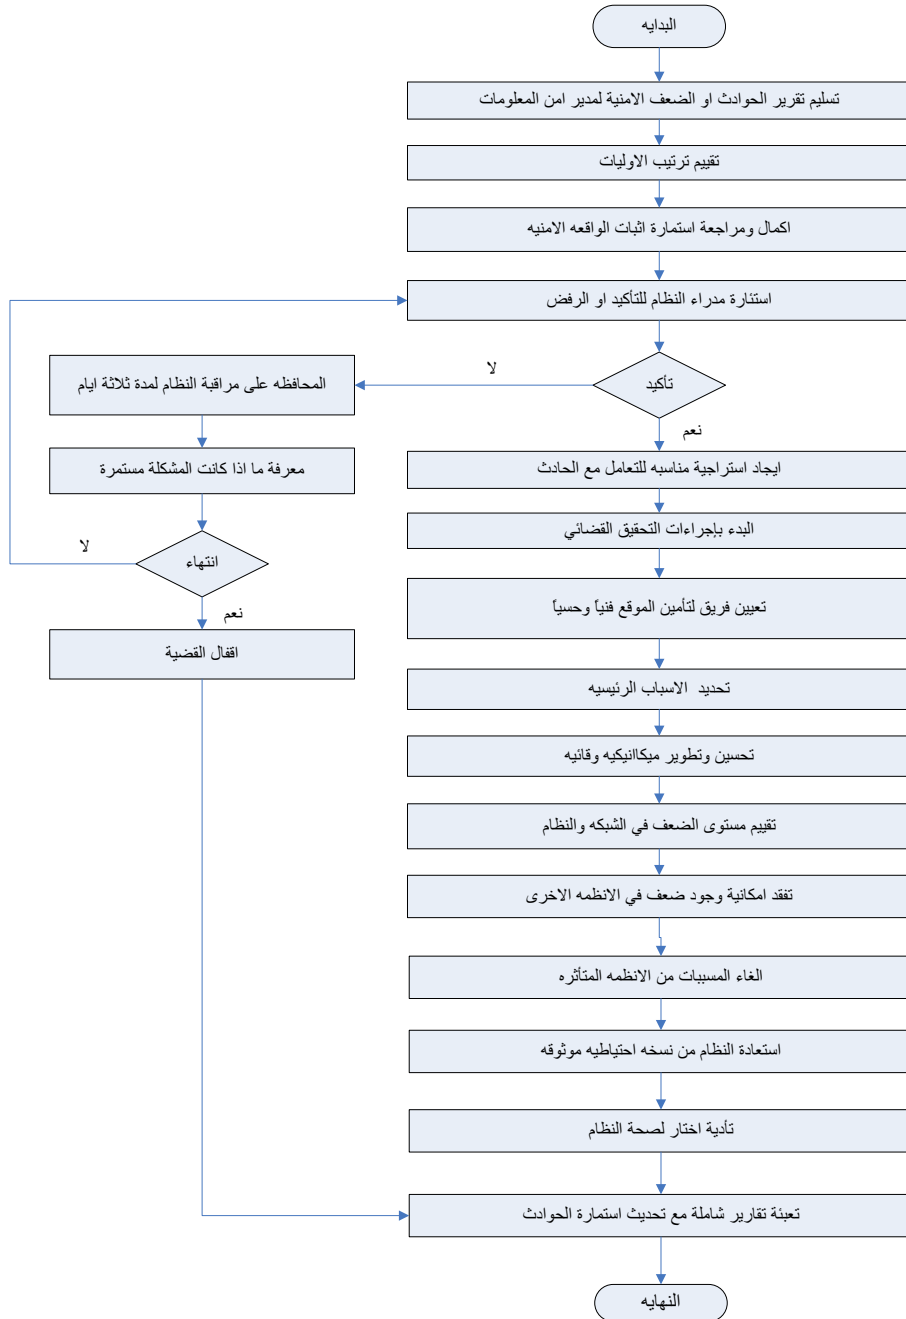 البدايه
تسليم تقرير الحوادث او الضعف الامنية لمدير امن المعلومات
تقييم ترتيب الاوليات
اكمال ومراجعة استمارة اثبات الواقعه الامنيه
استثارة مدراء النظام للتأكيد او الرفض
تأكيد
لا
المحافظه على مراقبة النظام لمدة ثلاثة ايام
نعم
معرفة ما اذا كانت المشكلة مستمرة
ايجاد استراجية مناسبه للتعامل مع الحادث
البدء بإجراءات التحقيق القضائي
لا
انتهاء
نعم
تعيين فريق لتأمين الموقع فنياً وحسياً
اقفال القضية
تحديد الاسباب الرئيسيه
تحسين وتطوير ميكاانيكيه وقائيه
تقييم مستوى الضعف في الشبكه والنظام
تفقد امكانية وجود ضعف في الانظمه الاخرى
الغاء المسببات من الانظمه المتأثره
استعادة النظام من نسخه احتياطيه موثوقه
تأدية اختار لصحة النظام
تعبئة تقارير شاملة مع تحديث استمارة الحوادث
النهايه